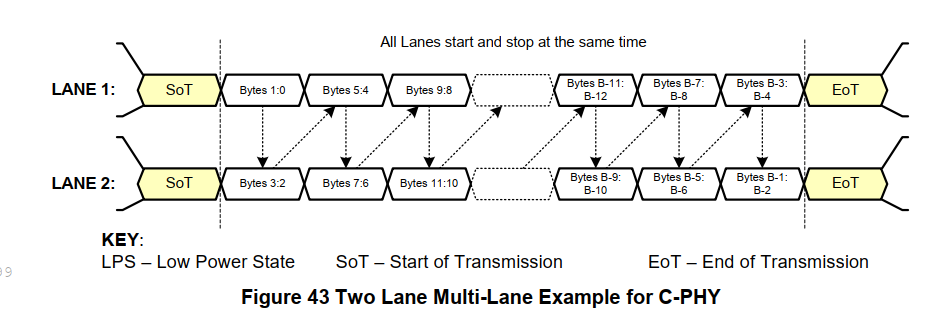 All Lanes start and stop at the same time
LANE 1: SoT Bytes 1:0 Bytes 5:4 Bytes 9:8 Bytes B-11: B-12 Bytes B-7: B-8 Bytes B-3: B-4 EoT
LANE 2: SoT Bytes 3:2 Bytes 7:6 Bytes 11:10 Bytes B-9: B-10 Bytes B-5: B-6 Bytes B-1: B-2 EoT
KEY:
LPS – Low Power State SoT – Start of Transmission EoT – End of Transmission
Figure 43 Two Lane Multi-Lane Example for C-PHY